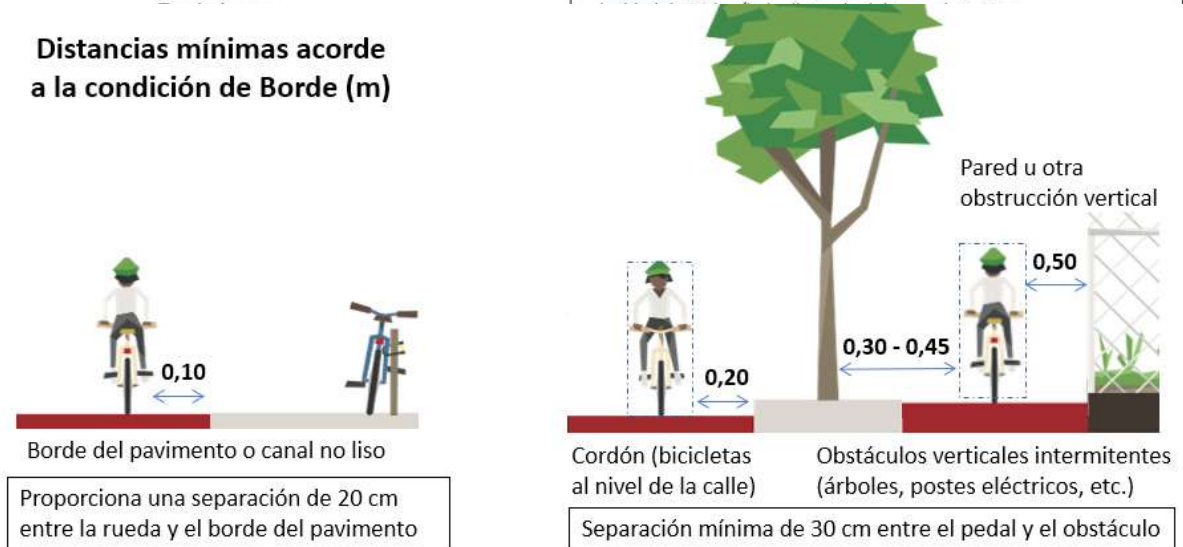 Distancias mínimas acorde
a la condición de Borde (m)
0,10
Borde del pavimento o canal no liso
Proporciona una separación de 20 cm
entre la rueda y el borde del pavimento
Pared u otra
obstrucción vertical
0,50
0,30 - 0,45
0,20
Cordón (bicicletas
al nivel de la calle)
Obstáculos verticales intermitentes
(árboles, postes eléctricos, etc.)
Separación mínima de 30 cm entre el pedal y el obstáculo